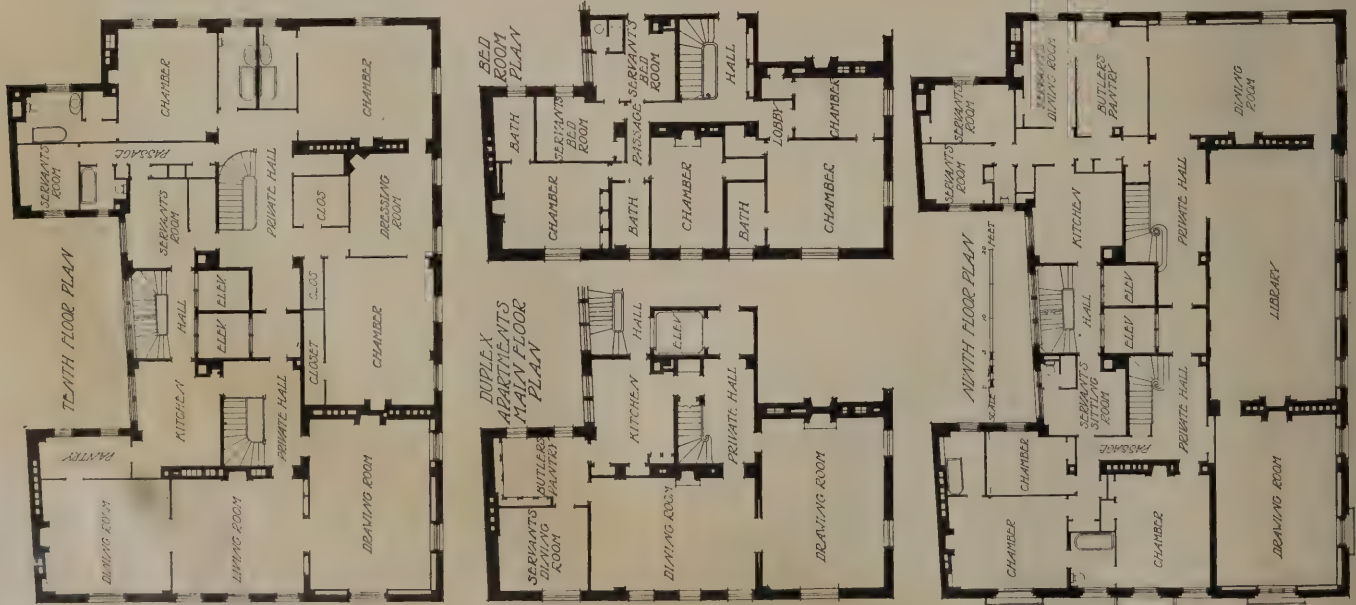 TENTH FLOOR PLAN
CHAMBER
CHAMBER
SERVANTS
ROOM
PASSAGE
SERVANTS
ROOM
PRIVATE HALL
CLOS
DRESSING
ROOM
HALL
ELEV
ELEV
CLOS
CLOSET
CHAMBER
KITCHEN
PRIVATE HALL
PANTRY
DINING ROOM
LIVING ROOM
DRAWING ROOM
BED
ROOM
PLAN
SERVANTS
BED
ROOM
HALL
BATH
SERVANTS
BED
ROOM
PASSAGE
LOBBY
CHAMBER
CHAMBER
BATH
CHAMBER
BATH
CHAMBER
DUPLEX
APARTMENTS
MAIN FLOOR
PLAN
HALL
ELEV
KITCHEN
PRIVATE HALL
BUTLERS
PANTRY
SERVANTS
DINING
ROOM
DINING ROOM
DRAWING ROOM
NINTH FLOOR PLAN
SCALE
FEET
SERVANTS
ROOM
DINING ROOM
BUTLERS
PANTRY
DINING
ROOM
SERVANTS
ROOM
KITCHEN
PRIVATE HALL
HALL
ELEV
ELEV
LIBRARY
SERVANTS
SITTING
ROOM
PASSAGE
PRIVATE HALL
CHAMBER
CHAMBER
CHAMBER
DRAWING ROOM